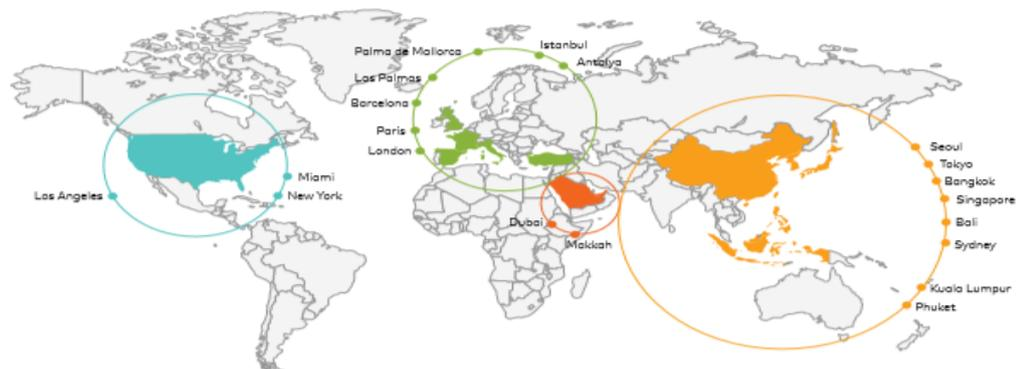 Palma de Mallorca
Istanbul
Antalya
Las Palmas
Barcelona
Paris
London
Los Angeles
Miami
New York
Dubai
Makkah
Seoul
Tokyo
Bangkok
Singapore
Bali
Sydney
Kuala Lumpur
Phuket